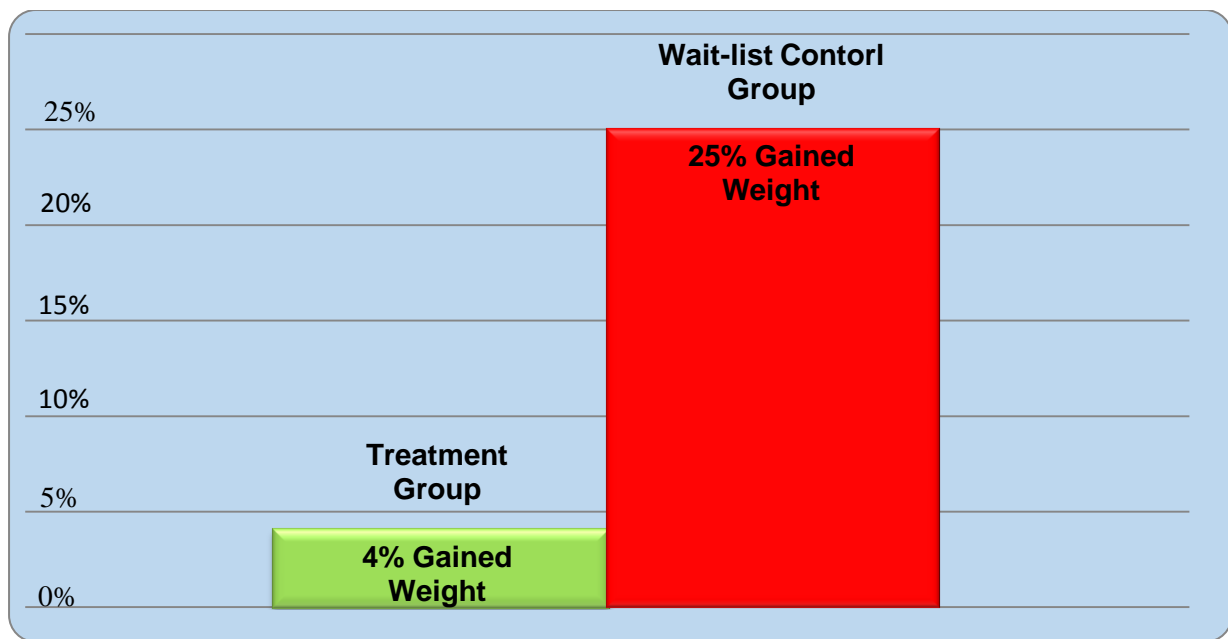 Wait-list Contorl
Group
25%
25% Gained
Weight
20%
15%
10%
Treatment
Group
5%
4% Gained
Weight
0%